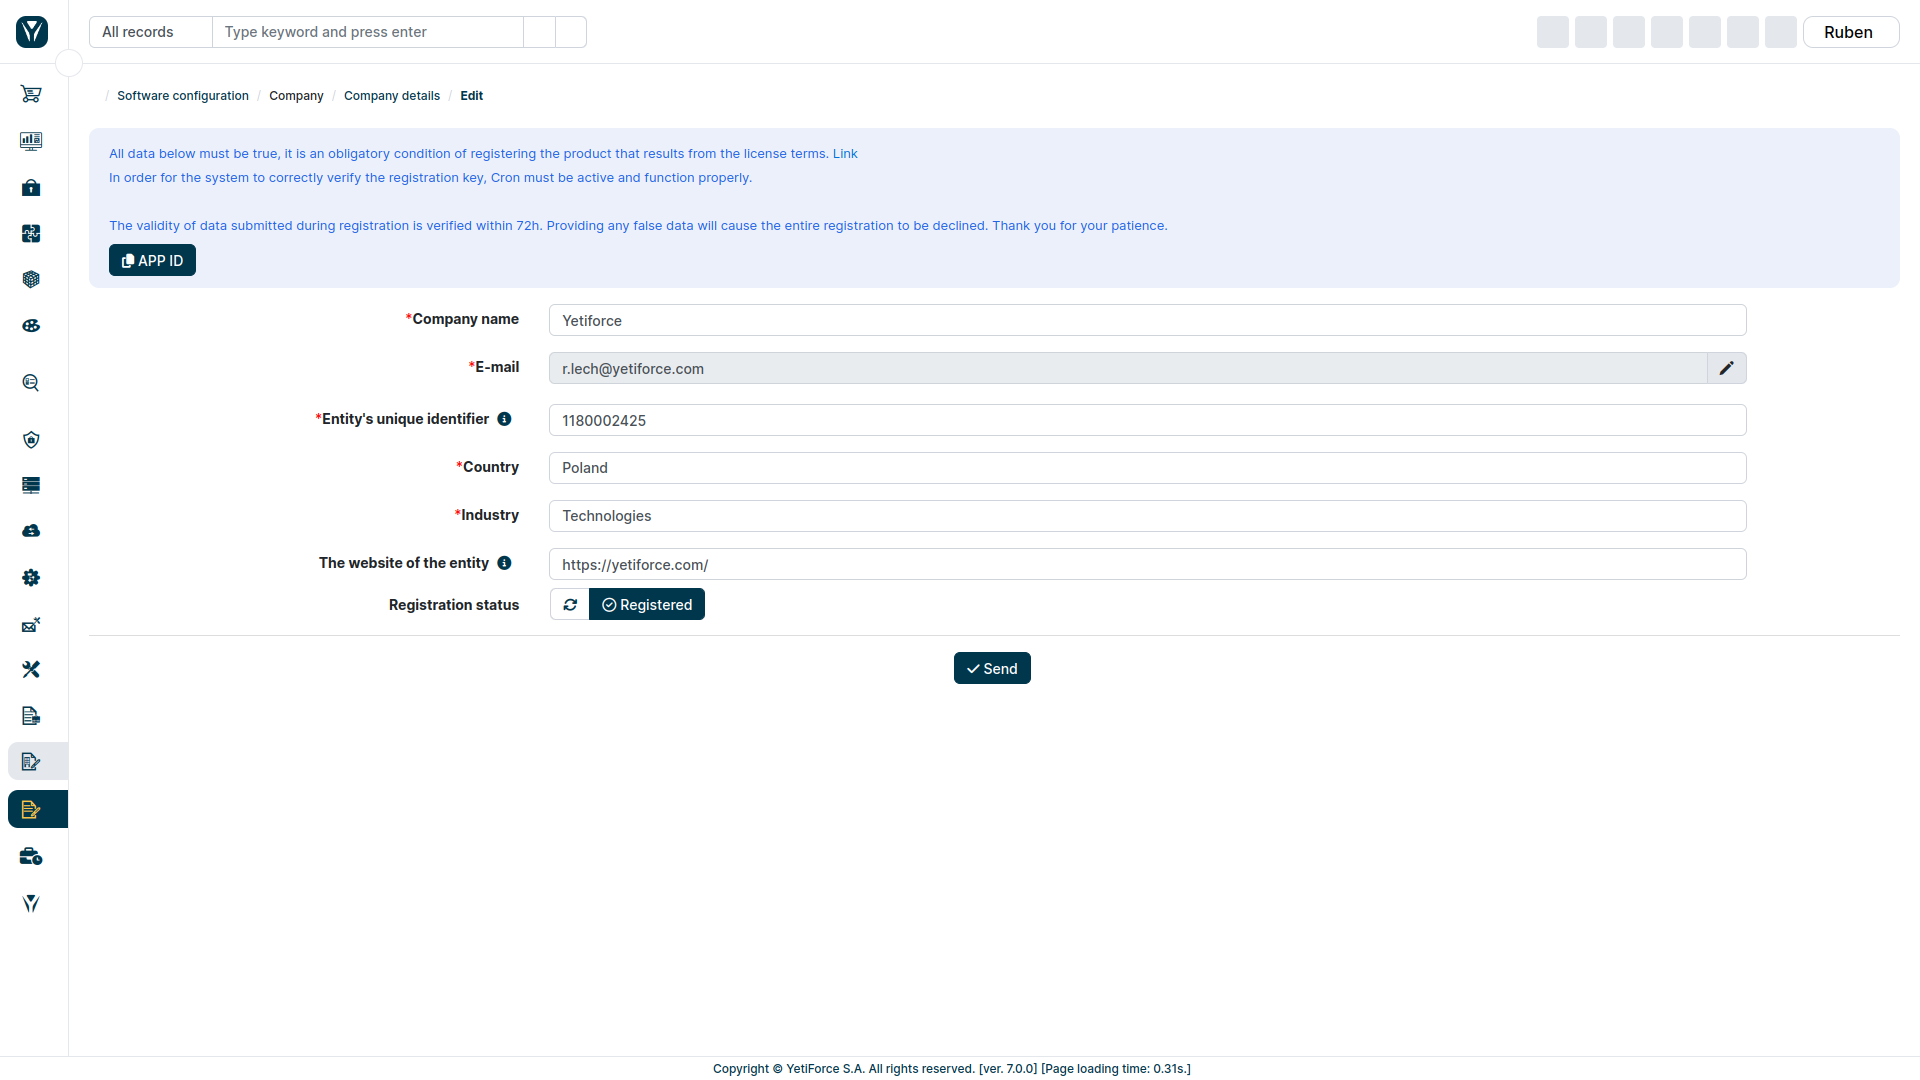 All records
Type keyword and press enter
Ruben
/ Software configuration / Company / Company details / Edit
All data below must be true, it is an obligatory condition of registering the product that results from the license terms. Link
In order for the system to correctly verify the registration key, Cron must be active and function properly.
The validity of data submitted during registration is verified within 72h. Providing any false data will cause the entire registration to be declined. Thank you for your patience.
APP ID
*Company name Yetiforce
*E-mail r.lech@yetiforce.com
*Entity's unique identifier 1180002425
*Country Poland
*Industry Technologies
The website of the entity https://yetiforce.com/
Registration status Registered
Send
Copyright © YetiForce S.A. All rights reserved. [ver. 7.0.0] [Page loading time: 0.31s.]